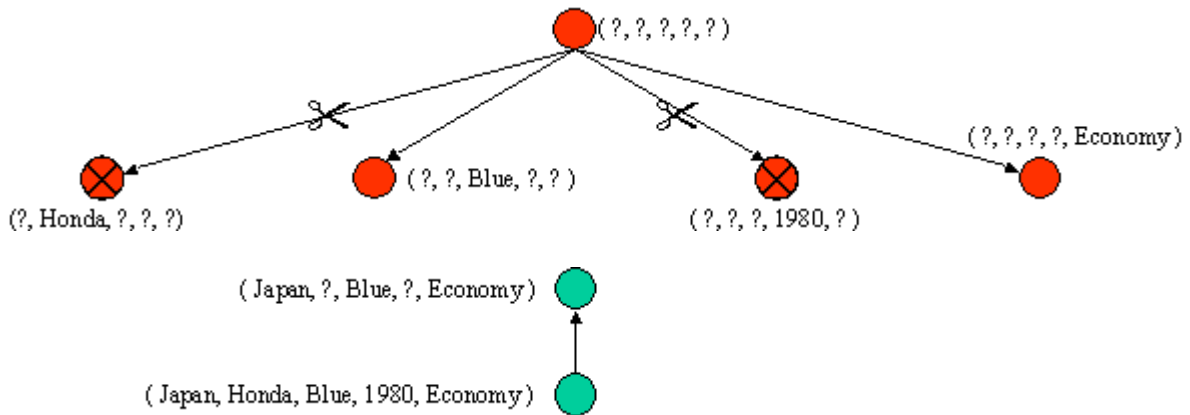 ( ?, ?, ?, ?, ? )
( ?, ?, ?, ?, Economy )
( ?, ?, Blue, ?, ? )
(?, Honda, ?, ?, ?)
( ?, ?, ?, 1980, ? )
( Japan, ?, Blue, ?, Economy )
( Japan, Honda, Blue, 1980, Economy )